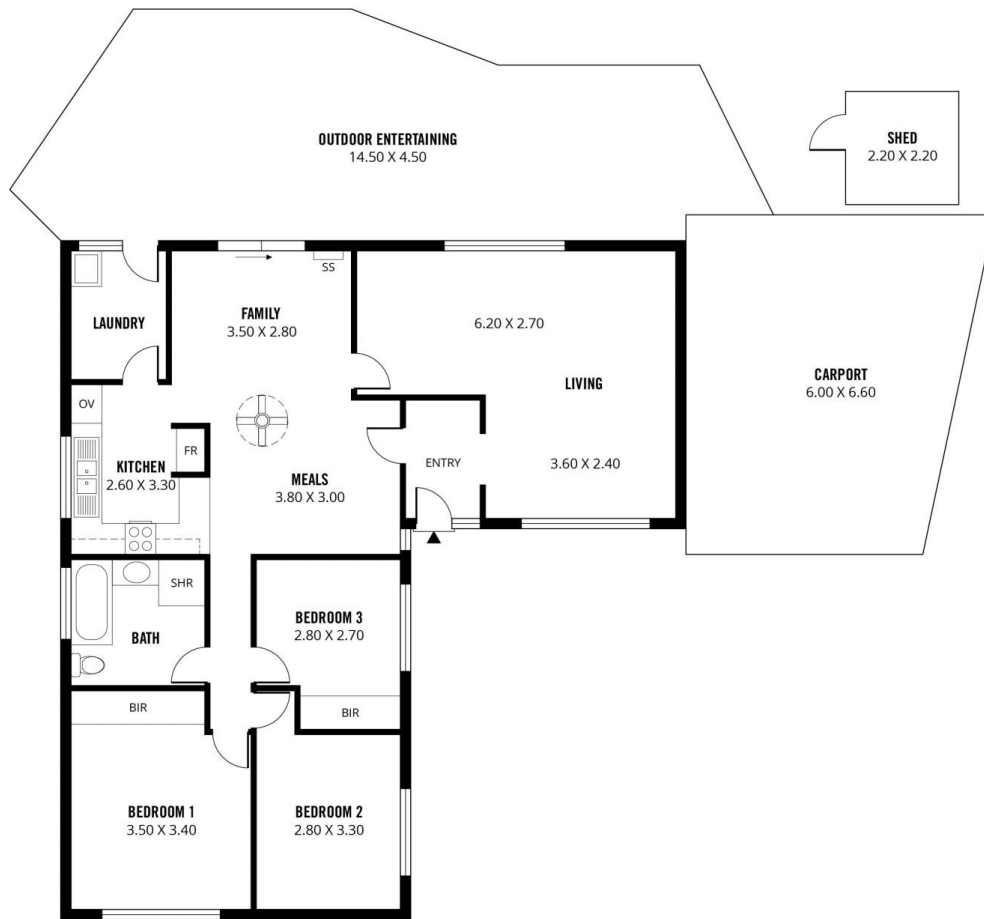 OUTDOOR ENTERTAINING
14.50 X 4.50
SHED
2.20 X 2.20
SS
LAUNDRY
FAMILY
3.50 X 2.80
6.20 X 2.70
LIVING
CARPORT
6.00 X 6.60
OV
FR
KITCHEN
2.60 X 3.30
MEALS
3.80 X 3.00
ENTRY
3.60 X 2.40
SHR
BATH
BEDROOM 3
2.80 X 2.70
BIR
BIR
BEDROOM 1
3.50 X 3.40
BEDROOM 2
2.80 X 3.30